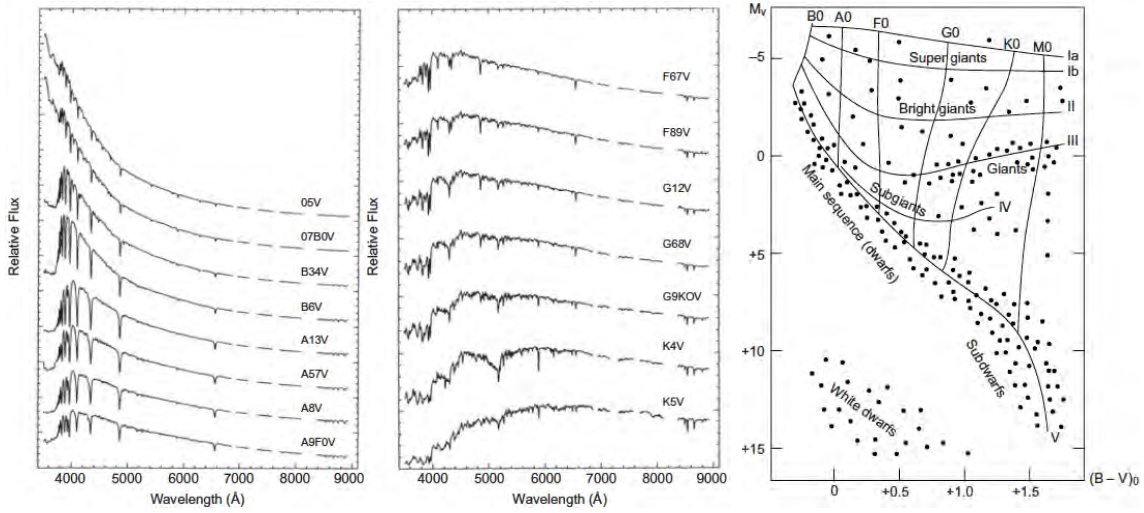 Relative Flux
05V
07B0V
B34V
B6V
A13V
A57V
A8V
A9F0V
4000 5000 6000 7000 8000 9000
Wavelength (Å)
Relative Flux
F67V
F89V
G12V
G68V
G9KOV
K4V
K5V
4000 5000 6000 7000 8000 9000
Wavelength (Å)
Mv
B0 A0 F0 G0 K0 M0
−5
Super giants
Ia
Ib
Bright giants
II
0
III
Giants
Subgiants
IV
Main sequence (dwarfs)
+5
+10
Subdwarfs
White dwarfs
V
+15
0 +0.5 +1.0 +1.5
(B − V)0